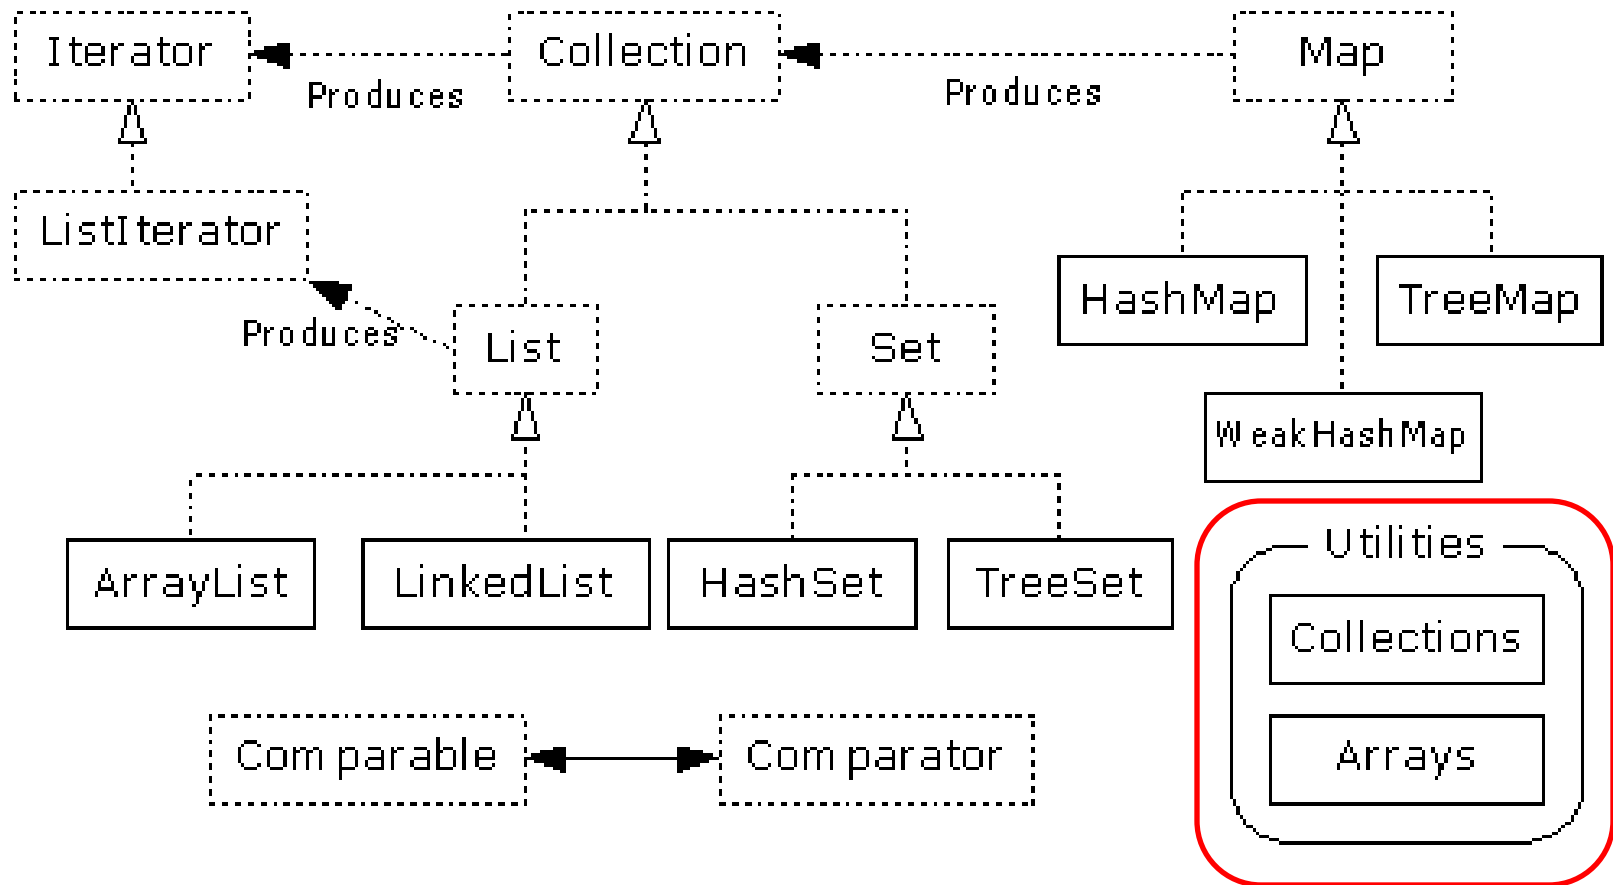 Iterator
Collection
Map
Produces
Produces
ListIterator
HashMap
TreeMap
Produces
List
Set
WeakHashMap
Utilities
ArrayList
LinkedList
HashSet
TreeSet
Collections
Comparable
Comparator
Arrays